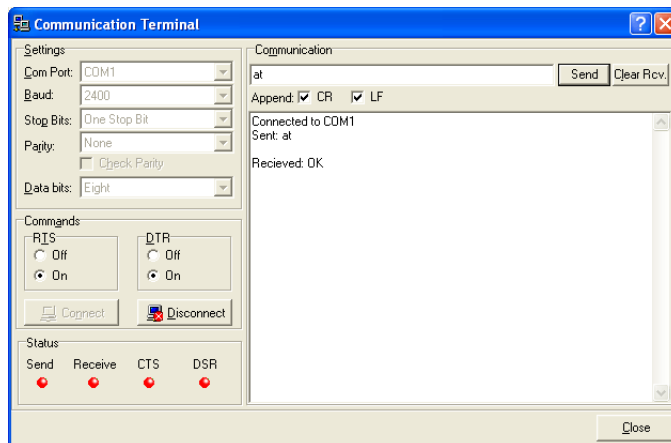 Communication Terminal
Settings
Com Port: COM1
Baud: 2400
Stop Bits: One Stop Bit
Parity: None
Check Parity
Data bits: Eight
Commands
RTS
Off
On
DTR
Off
On
Connect
Disconnect
Status
Send Receive CTS DSR
Communication
at
Send
Clear Rcv.
Append: CR LF
Connected to COM1
Sent: at
Recieved: OK
Close